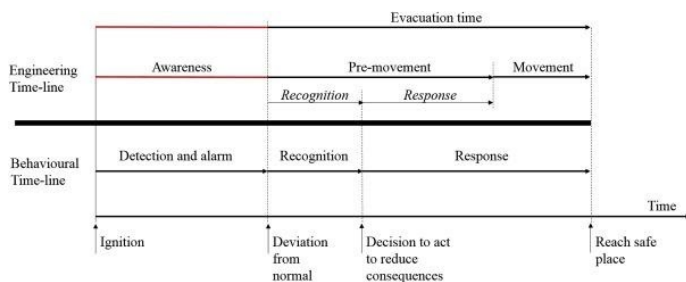 Evacuation time
Engineering
Time-line
Awareness
Pre-movement
Movement
Recognition
Response
Behavioural
Time-line
Detection and alarm
Recognition
Response
Time
Ignition
Deviation
from
normal
Decision to act
to reduce
consequences
Reach safe
place